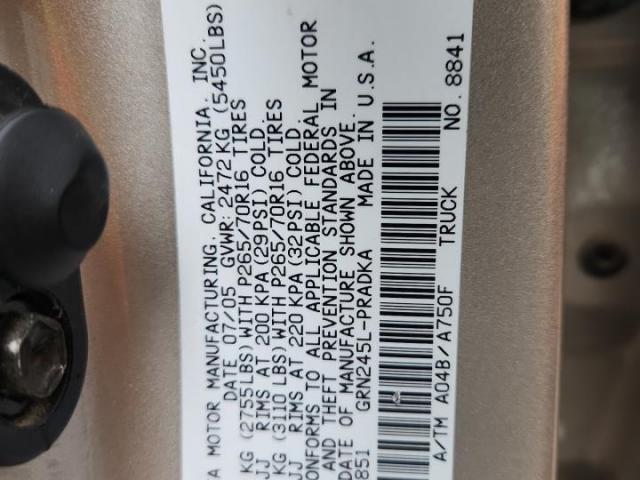 A MOTOR MANUFACTURING, CALIFORNIA, INC.
DATE 07/05 GVWR: 2472 KG (5450LBS)
KG (2755LBS) WITH P265/70R16 TIRES
JJ RIMS AT 200 KPA (29PSI) COLD.
KG (3110 LBS) WITH P265/70R16 TIRES
JJ RIMS AT 220 KPA (32PSI) COLD.
ONFORMS TO ALL APPLICABLE FEDERAL MOTOR
AND THEFT PREVENTION STANDARDS IN
DATE OF MANUFACTURE SHOWN ABOVE.
851 GRN245L-PRADKA MADE IN U.S.A.
A/TM A04B/A750F TRUCK NO. 8841